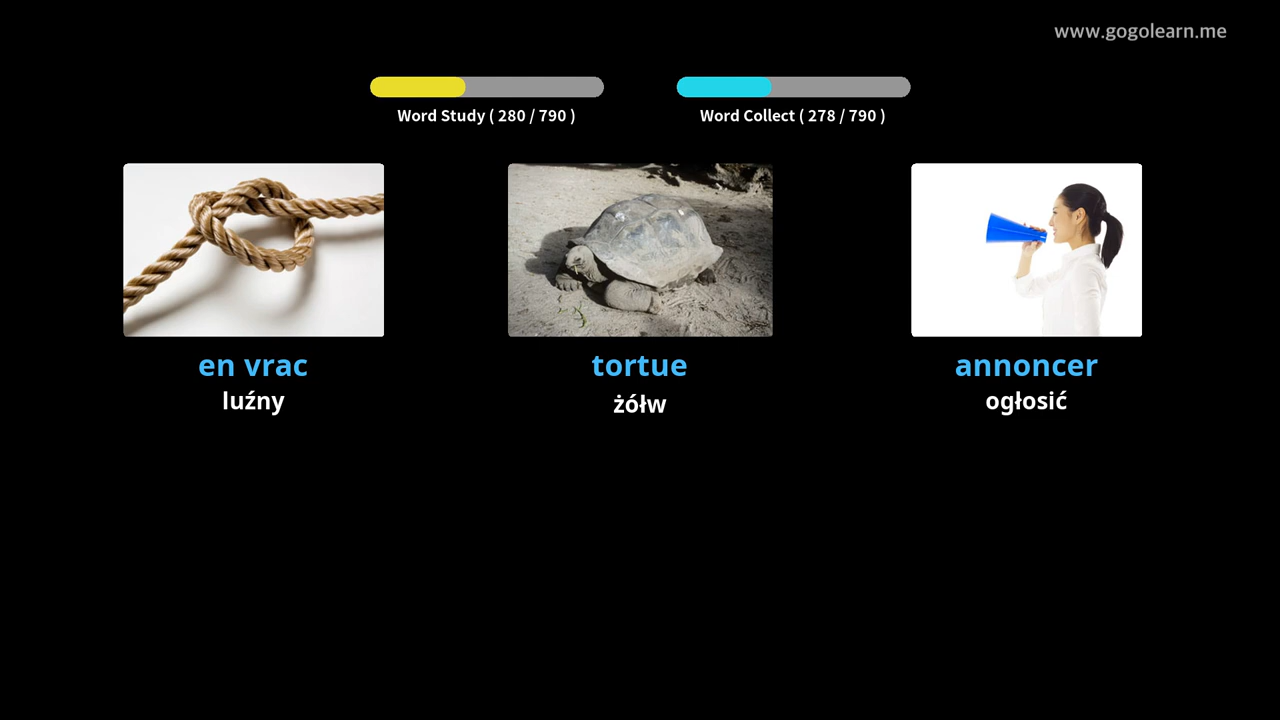 www.gogolearn.me
Word Study ( 280 / 790 )
Word Collect ( 278 / 790 )
en vrac
luźny
tortue
żółw
annoncer
ogłosić